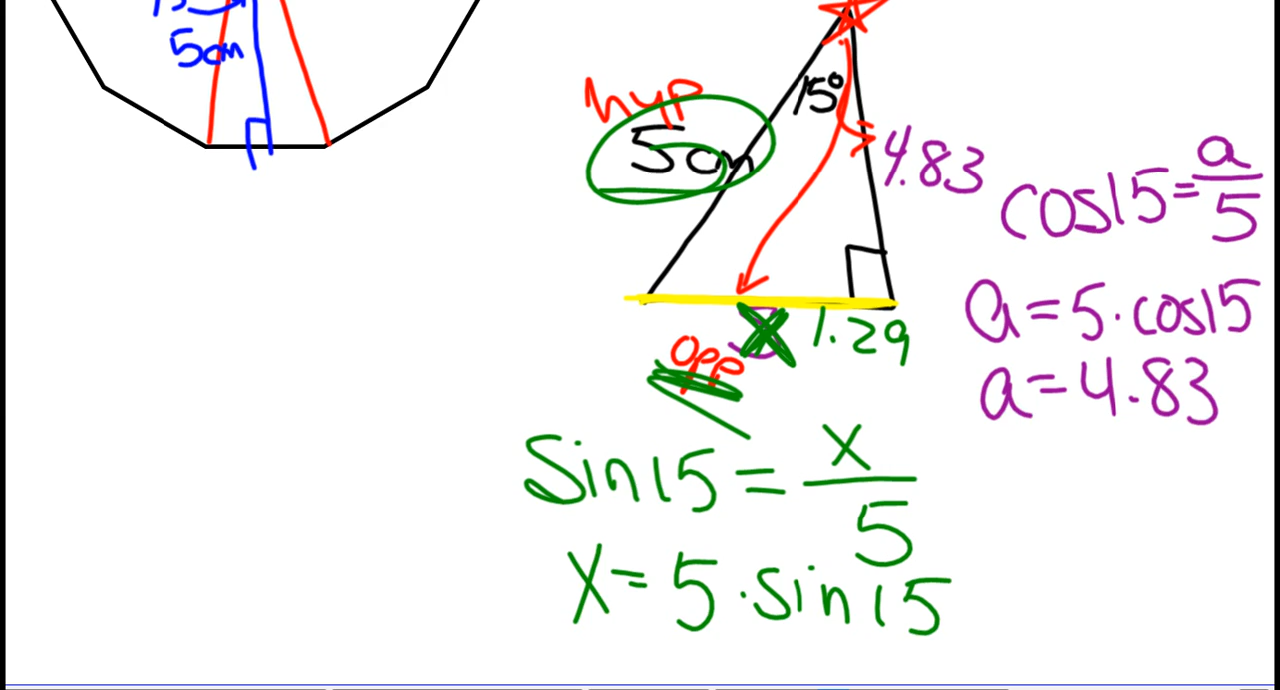 5cm
hyp
15°
5cm
4.83
cos15=a/5
a=5·cos15
x 1.29
opp
a=4.83
Sin15=x/5
x=5·sin15